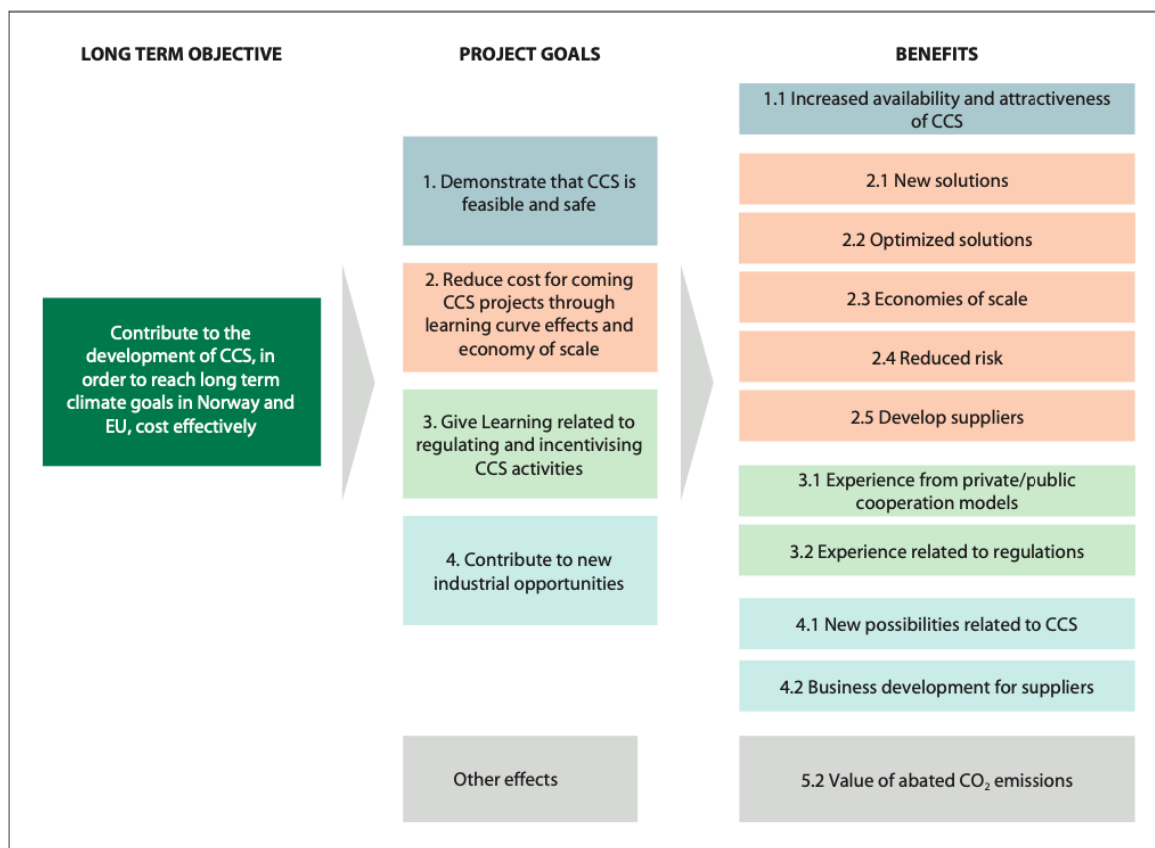 LONG TERM OBJECTIVE
PROJECT GOALS
BENEFITS
Contribute to the
development of CCS, in
order to reach long term
climate goals in Norway and
EU, cost effectively
1. Demonstrate that CCS is
feasible and safe
2. Reduce cost for coming
CCS projects through
learning curve effects and
economy of scale
3. Give Learning related to
regulating and incentivising
CCS activities
4. Contribute to new
industrial opportunities
Other effects
1.1 Increased availability and attractiveness
of CCS
2.1 New solutions
2.2 Optimized solutions
2.3 Economies of scale
2.4 Reduced risk
2.5 Develop suppliers
3.1 Experience from private/public
cooperation models
3.2 Experience related to regulations
4.1 New possibilities related to CCS
4.2 Business development for suppliers
5.2 Value of abated CO₂ emissions